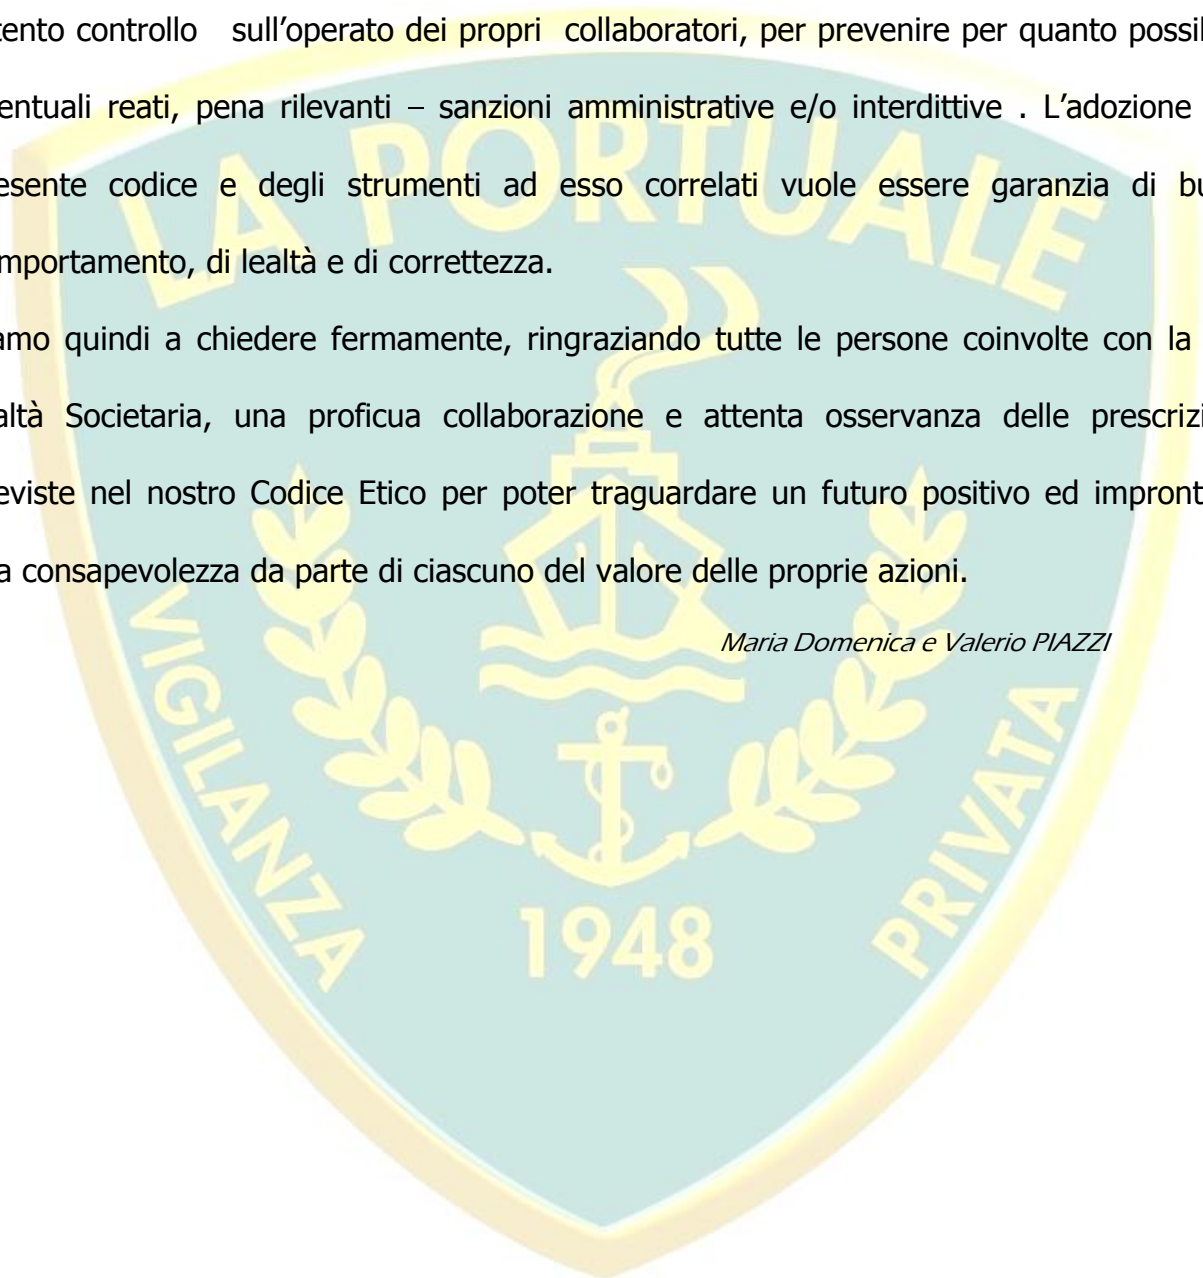 tento controllo sull’operato dei propri collaboratori, per prevenire per quanto possil
entuali reati, pena rilevanti – sanzioni amministrative e/o interdittive . L’adozione
esente codice e degli strumenti ad esso correlati vuole essere garanzia di bu
mportamento, di lealtà e di correttezza.
amo quindi a chiedere fermamente, ringraziando tutte le persone coinvolte con la
altà Societaria, una proficua collaborazione e attenta osservanza delle prescrizi
eviste nel nostro Codice Etico per poter traguardare un futuro positivo ed impront
a consapevolezza da parte di ciascuno del valore delle proprie azioni.
Maria Domenica e Valerio PIAZZI
LA PORTUALE
VIGILANZA
PRIVATA
1948